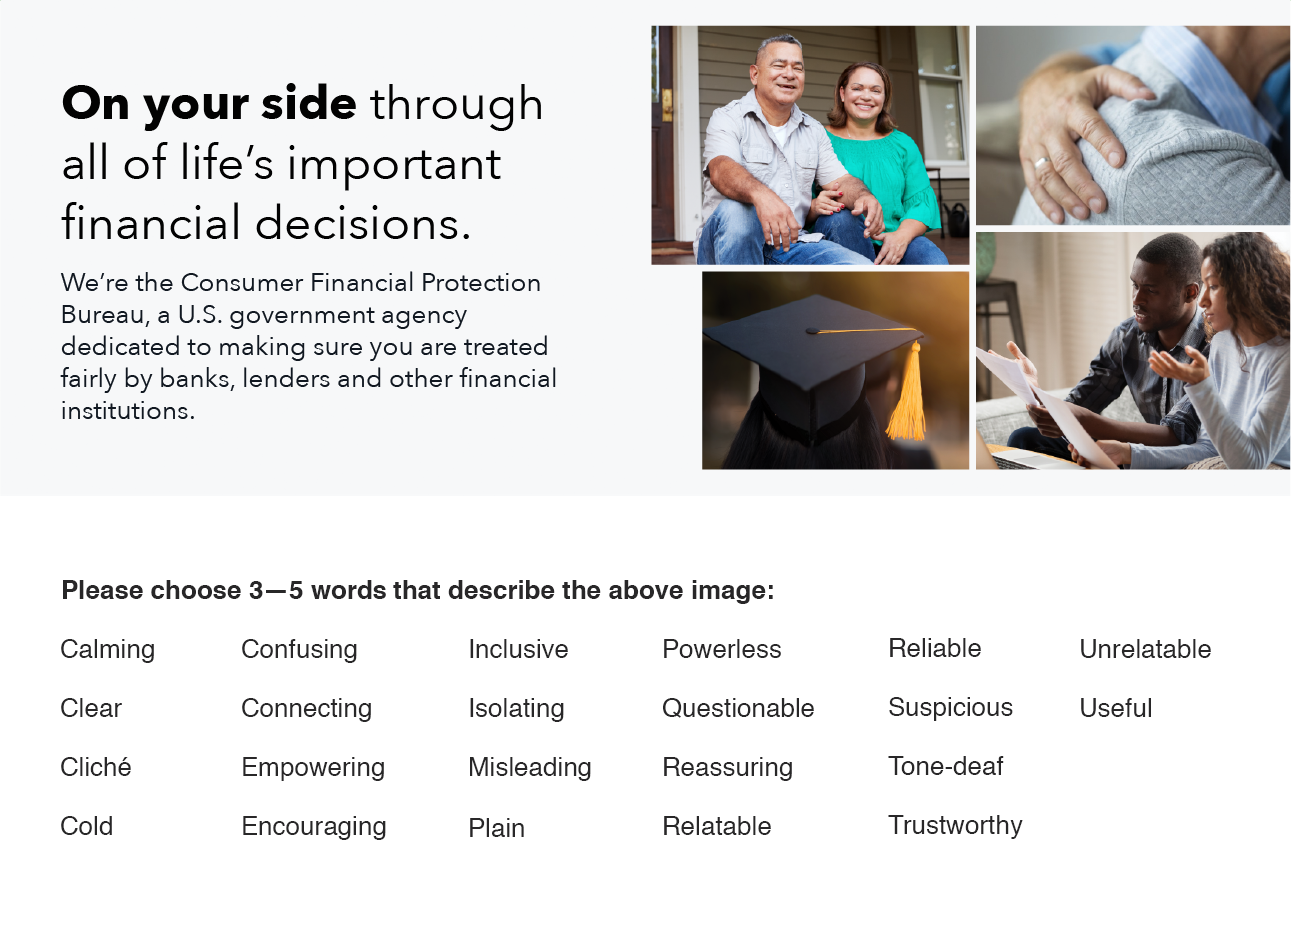 On your side through
all of life’s important
financial decisions.
We’re the Consumer Financial Protection
Bureau, a U.S. government agency
dedicated to making sure you are treated
fairly by banks, lenders and other financial
institutions.
Please choose 3—5 words that describe the above image:
Calming Confusing Inclusive Powerless Reliable Unrelatable
Clear Connecting Isolating Questionable Suspicious Useful
Cliché Empowering Misleading Reassuring Tone-deaf
Cold Encouraging Plain Relatable Trustworthy